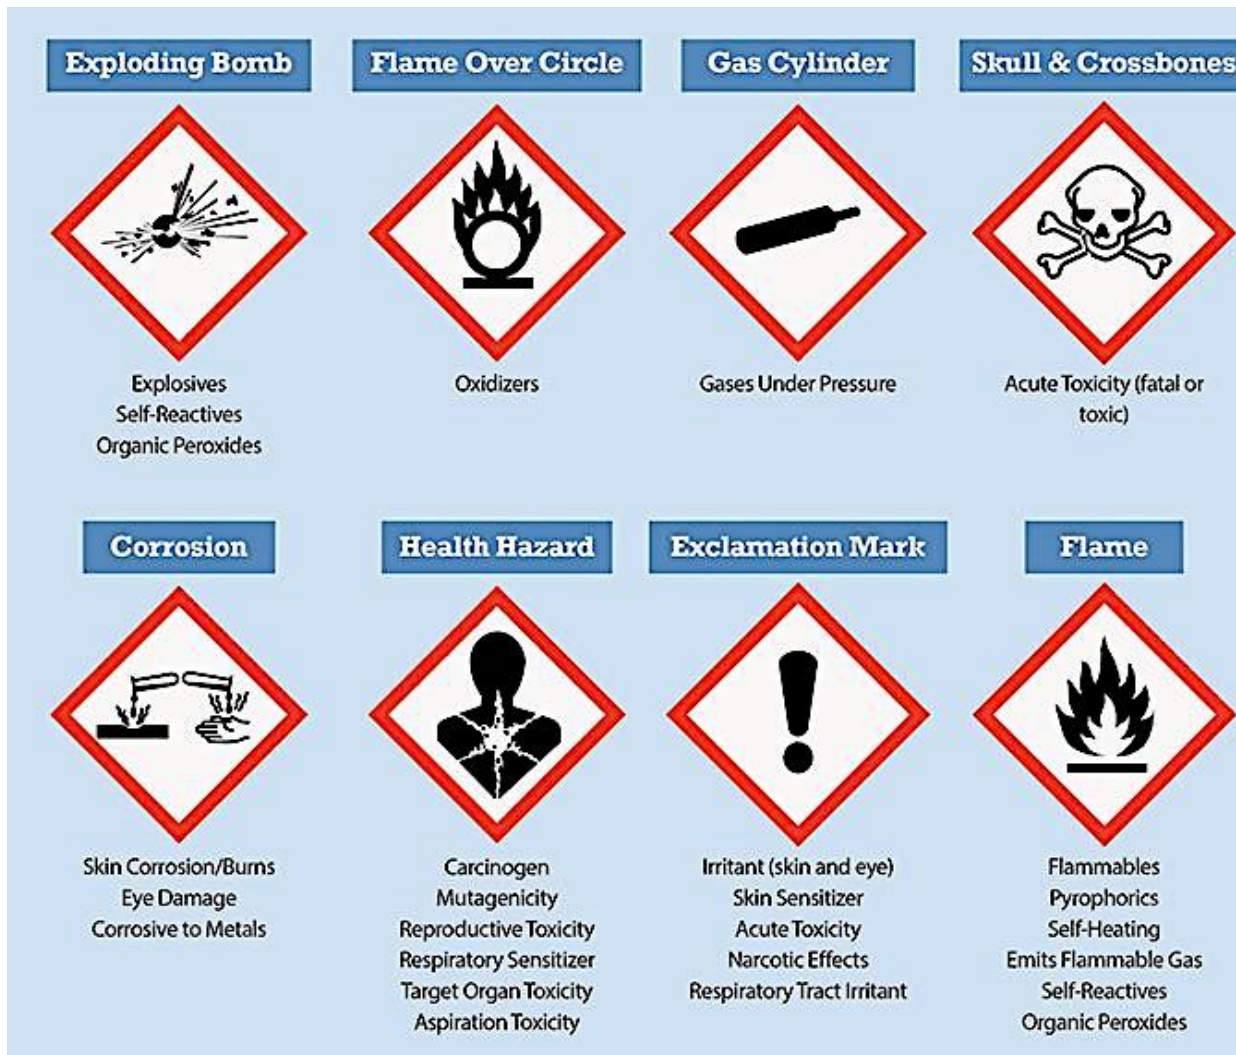 Exploding Bomb
Flame Over Circle
Gas Cylinder
Skull & Crossbones
Explosives
Self-Reactives
Organic Peroxides
Oxidizers
Gases Under Pressure
Acute Toxicity (fatal or
toxic)
Corrosion
Health Hazard
Exclamation Mark
Flame
Skin Corrosion/Burns
Eye Damage
Corrosive to Metals
Carcinogen
Mutagenicity
Reproductive Toxicity
Respiratory Sensitizer
Target Organ Toxicity
Aspiration Toxicity
Irritant (skin and eye)
Skin Sensitizer
Acute Toxicity
Narcotic Effects
Respiratory Tract Irritant
Flammables
Pyrophorics
Self-Heating
Emits Flammable Gas
Self-Reactives
Organic Peroxides